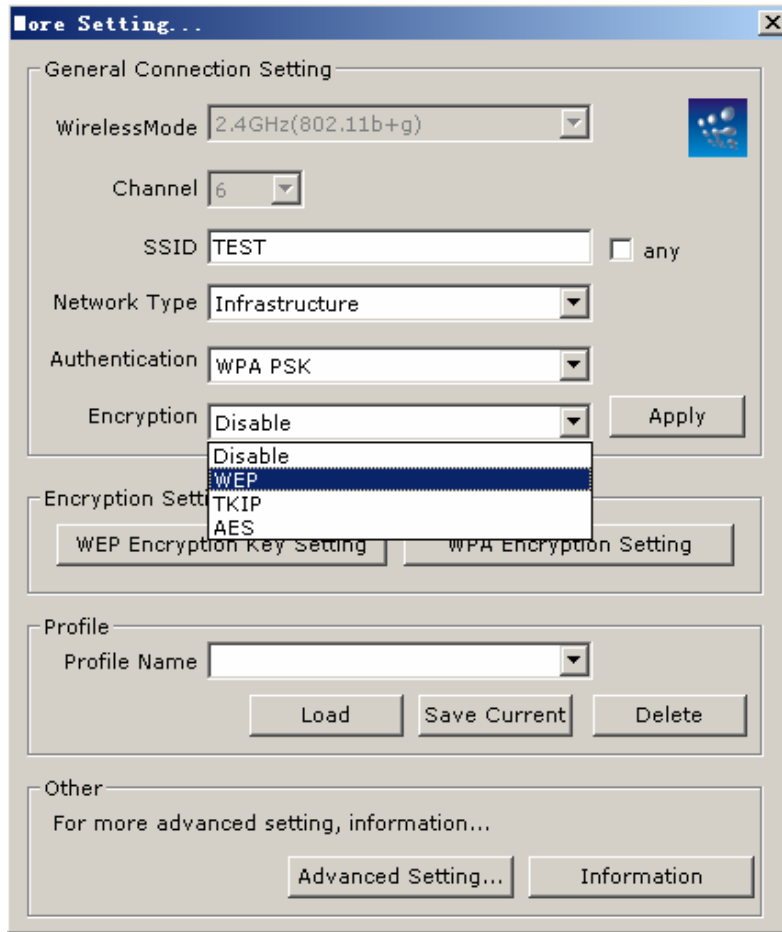 More Setting...
General Connection Setting
WirelessMode 2.4GHz(802.11b+g)
Channel 6
SSID TEST any
Network Type Infrastructure
Authentication WPA PSK
Encryption Disable Apply
Disable
WEP
TKIP
AES
Encryption Setti
WEP Encryption Key Setting WPA Encryption Setting
Profile
Profile Name
Load Save Current Delete
Other
For more advanced setting, information...
Advanced Setting... Information